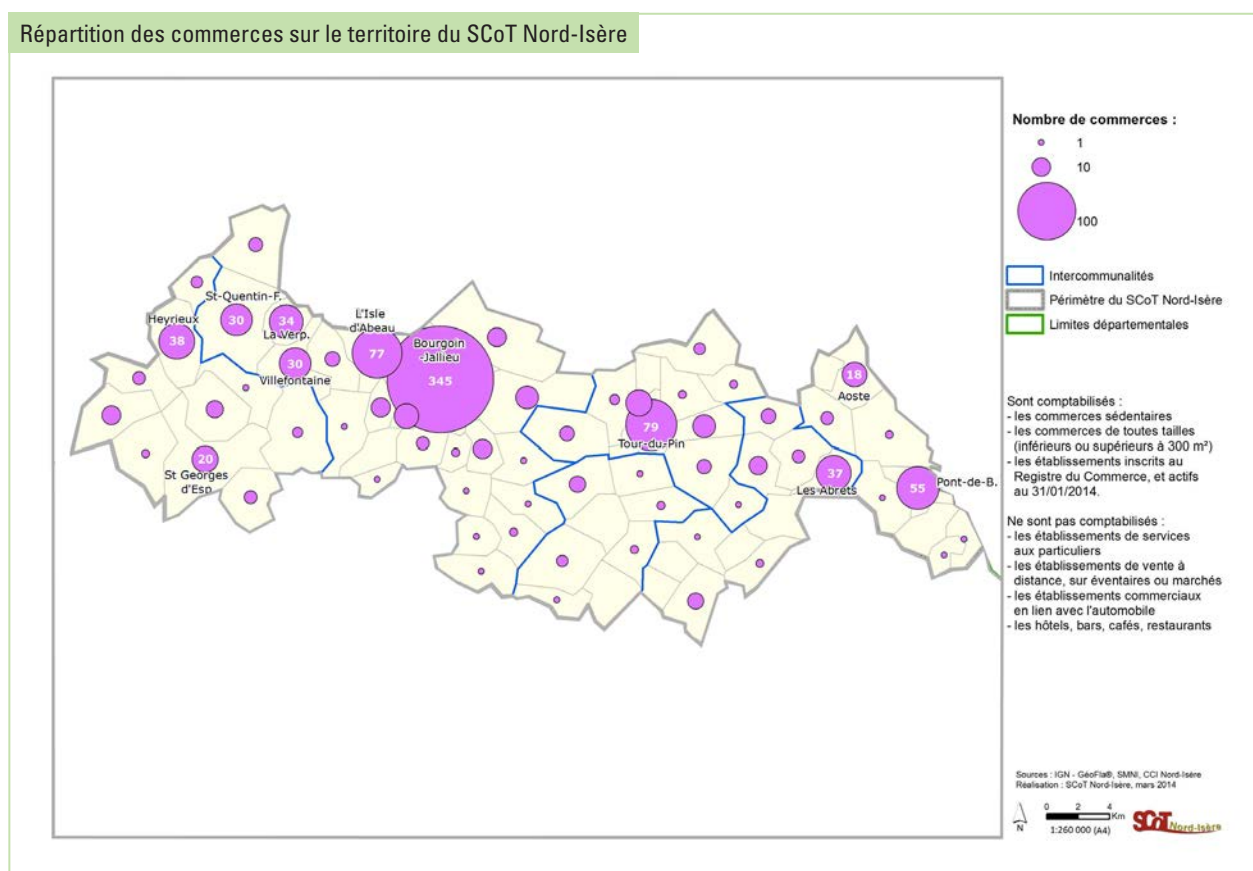 Répartition des commerces sur le territoire du SCoT Nord-Isère
St-Quentin-F.
30
Heyrieux
38
34
La Verp.
30
Villefontaine
L'Isle
d'Abeau
77
Bourgoin
-Jallieu
345
20
St Georges
d'Esp.
79
Tour-du-Pin
18
Aoste
37
Les Abrets
55
Pont-de-B.
Nombre de commerces :
1
10
100
Intercommunalités
Périmètre du SCoT Nord-Isère
Limites départementales
Sont comptabilisés :
- les commerces sédentaires
- les commerces de toutes tailles
(inférieurs ou supérieurs à 300 m²)
- les établissements inscrits au
Registre du Commerce, et actifs
au 31/01/2014.
Ne sont pas comptabilisés :
- les établissements de services
aux particuliers
- les établissements de vente à
distance, sur éventaires ou marchés
- les établissements commerciaux
en lien avec l'automobile
- les hôtels, bars, cafés, restaurants
Sources : IGN - GéoFla®, SMNI, CCI Nord-Isère
Réalisation : SCoT Nord-Isère, mars 2014
N
0 2 4
Km
1:260 000 (A4)
SCOT Nord-Isère